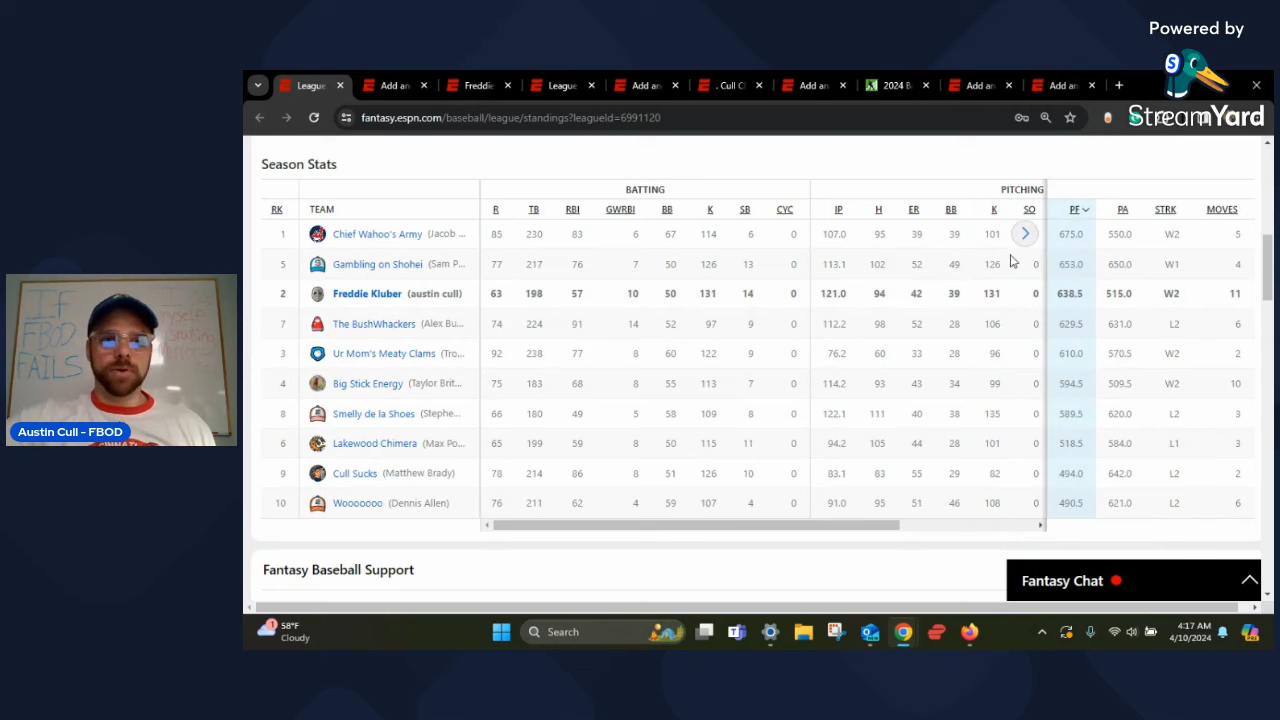 Powered by
S
StreamYard
League
Add an
Freddie
League
Add an
. Cull C
Add an
2024 B
Add an
Add an
fantasy.espn.com/baseball/league/standings?leagueId=6991120
Season Stats
BATTING PITCHING
RK TEAM R TB RBI GWRBI BB K SB CYC IP H ER BB K SO PF PA STRK MOVES
1 Chief Wahoo's Army (Jacob ... 85 230 83 6 67 114 6 0 107.0 95 39 39 101 675.0 550.0 W2 5
5 Gambling on Shohei (Sam P... 77 217 76 7 50 126 13 0 113.1 102 52 49 126 0 653.0 650.0 W1 4
2 Freddie Kluber (austin cull) 63 198 57 10 50 131 14 0 121.0 94 42 39 131 0 638.5 515.0 W2 11
7 The BushWhackers (Alex Bu... 74 224 91 14 52 97 9 0 112.2 98 52 28 106 0 629.5 631.0 L2 6
3 Ur Mom's Meaty Clams (Tro... 92 238 77 8 60 122 9 0 76.2 60 33 28 96 0 610.0 570.5 W2 2
4 Big Stick Energy (Taylor Brit... 75 183 68 8 55 113 7 0 114.2 93 43 34 99 0 594.5 509.5 W2 10
8 Smelly de la Shoes (Stephe... 66 180 49 5 58 109 8 0 122.1 111 40 38 135 0 589.5 620.0 L2 3
6 Lakewood Chimera (Max Po... 65 199 59 8 50 115 11 0 94.2 105 44 28 101 0 518.5 584.0 L1 3
9 Cull Sucks (Matthew Brady) 78 214 86 8 51 126 10 0 83.1 83 55 29 82 0 494.0 642.0 L2 2
10 Wooooooo (Dennis Allen) 76 211 62 4 59 107 4 0 91.0 95 51 46 108 0 490.5 621.0 L2 6
Fantasy Baseball Support
Fantasy Chat
IF
FBOD
FAILS
Austin Cull - FBOD
1
58°F
Cloudy
Search
4:17 AM
4/10/2024